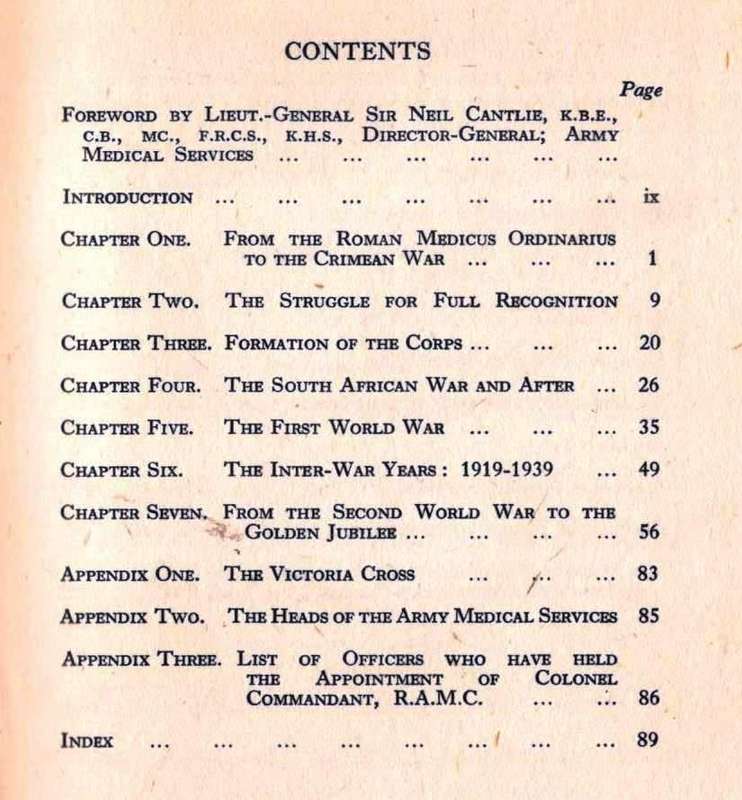 CONTENTS
Page
FOREWORD BY LIEUT.-GENERAL SIR NEIL CANTLIE, K.B.E.,
C.B., MC., F.R.C.S., K.H.S., DIRECTOR-GENERAL; ARMY
MEDICAL SERVICES ... ... ... ... ... ...
INTRODUCTION ... ... ... ... ... ... ... ix
CHAPTER ONE. FROM THE ROMAN MEDICUS ORDINARIUS
TO THE CRIMEAN WAR ... ... ... 1
CHAPTER TWO. THE STRUGGLE FOR FULL RECOGNITION 9
CHAPTER THREE. FORMATION OF THE CORPS ... ... ... 20
CHAPTER FOUR. THE SOUTH AFRICAN WAR AND AFTER ... 26
CHAPTER FIVE. THE FIRST WORLD WAR ... ... ... 35
CHAPTER SIX. THE INTER-WAR YEARS : 1919-1939 ... 49
CHAPTER SEVEN. FROM THE SECOND WORLD WAR TO THE
GOLDEN JUBILEE ... ... ... ... 56
APPENDIX ONE. THE VICTORIA CROSS ... ... ... 83
APPENDIX TWO. THE HEADS OF THE ARMY MEDICAL SERVICES 85
APPENDIX THREE. LIST OF OFFICERS WHO HAVE HELD
THE APPOINTMENT OF COLONEL
COMMANDANT, R.A.M.C. ... ... 86
INDEX ... ... ... ... ... ... ... ... 89